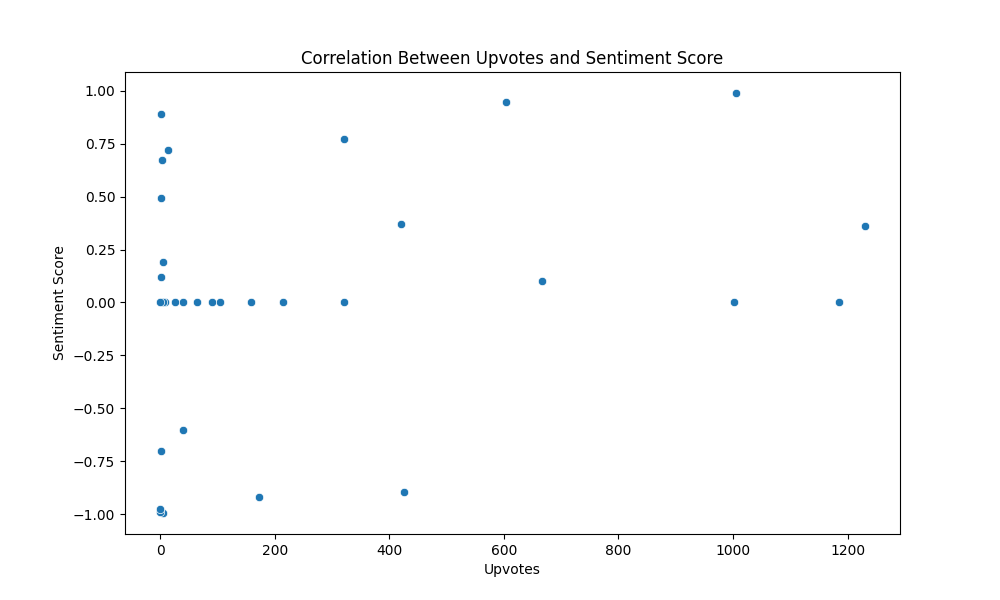 Correlation Between Upvotes and Sentiment Score
1.00
0.75
0.50
0.25
0.00
−0.25
−0.50
−0.75
−1.00
Sentiment Score
0 200 400 600 800 1000 1200
Upvotes